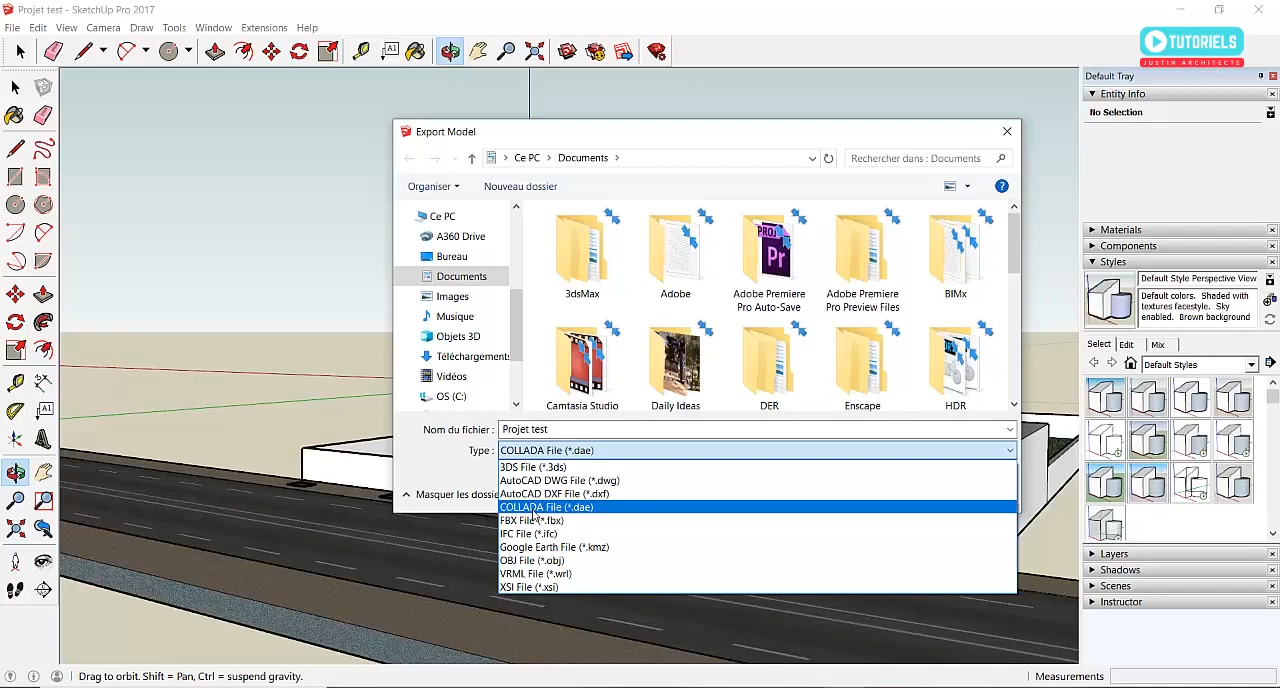 Projet test - SketchUp Pro 2017
File Edit View Camera Draw Tools Window Extensions Help
TUTORIELS
JUSTIN ARCHITECTE
Default Tray
Entity Info
No Selection
Materials
Components
Styles
Default Style Perspective View
Default colors. Shaded with
textures facestyle. Sky
enabled. Brown background
Select Edit Mix
Default Styles
Layers
Shadows
Scenes
Instructor
Export Model
Ce PC > Documents >
Rechercher dans : Documents
Organiser
Nouveau dossier
Ce PC
A360 Drive
Bureau
Documents
Images
Musique
Objets 3D
Téléchargements
Vidéos
OS (C:)
3dsMax
Adobe
Adobe Premiere
Pro Auto-Save
Adobe Premiere
Pro Preview Files
BIMx
Camtasia Studio
Daily Ideas
DER
Enscape
HDR
Nom du fichier : Projet test
Type : COLLADA File (*.dae)
3DS File (*.3ds)
AutoCAD DWG File (*.dwg)
AutoCAD DXF File (*.dxf)
COLLADA File (*.dae)
FBX File (*.fbx)
IFC File (*.ifc)
Google Earth File (*.kmz)
OBJ File (*.obj)
VRML File (*.wrl)
XSI File (*.xsi)
Masquer les dossie
Drag to orbit. Shift = Pan, Ctrl = suspend gravity.
Measurements